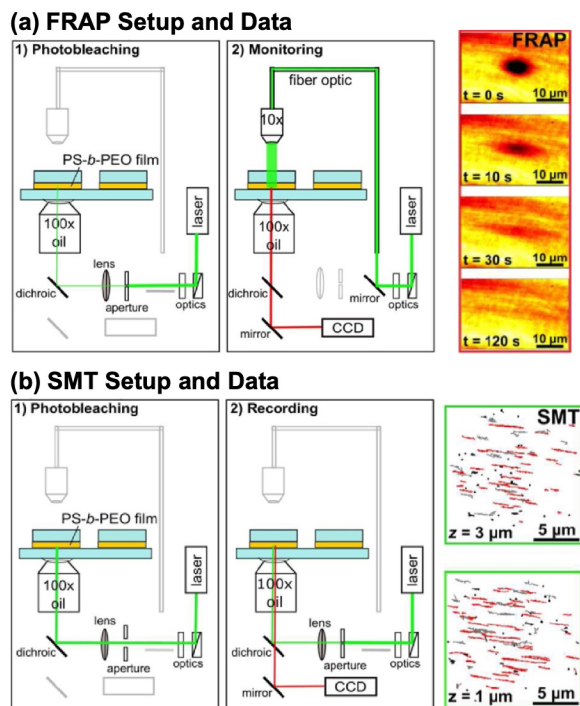 (a) FRAP Setup and Data
1) Photobleaching
PS-b-PEO film
100x
oil
laser
lens
dichroic
aperture
optics
2) Monitoring
fiber optic
10x
100x
oil
laser
dichroic
mirror
optics
mirror
CCD
FRAP
t = 0 s
10 µm
t = 10 s
10 µm
t = 30 s
10 µm
t = 120 s
10 µm
(b) SMT Setup and Data
1) Photobleaching
PS-b-PEO film
100x
oil
laser
lens
dichroic
aperture
optics
2) Recording
100x
oil
laser
lens
dichroic
aperture
optics
mirror
CCD
SMT
z = 3 µm
5 µm
z = 1 µm
5 µm